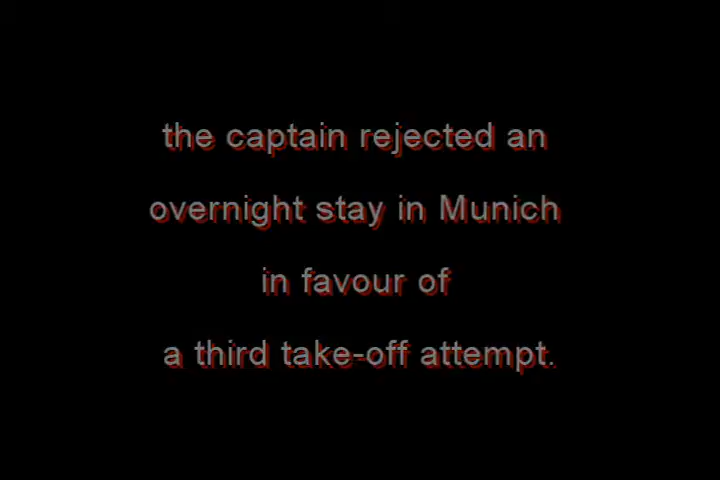 the captain rejected an
overnight stay in Munich
in favour of
a third take-off attempt.